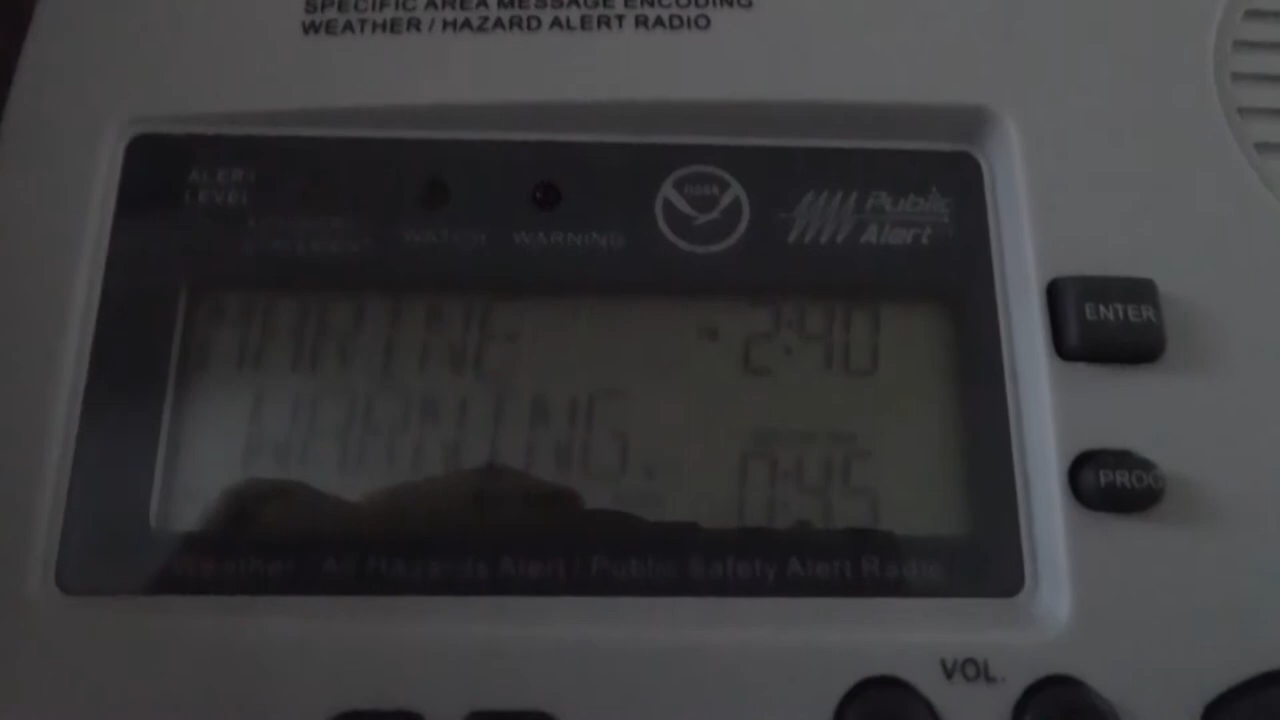 SPECIFIC AREA MESSAGE ENCODING
WEATHER / HAZARD ALERT RADIO
ALERT
LEVEL
STATEMENT
WATCH
WARNING
noaa
Public
Alert
MARINE
2:40
WARNING
0:45
Weather All Hazards Alert / Public Safety Alert Radio
ENTER
PROG
VOL.